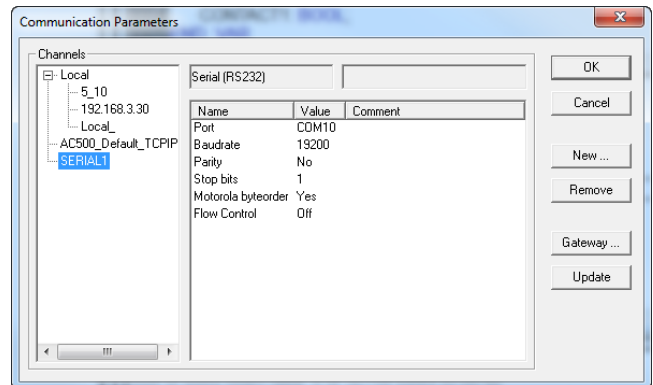 CONTACT1 BOOL;
Communication Parameters
Channels
Local
5_10
192.168.3.30
Local_
AC500_Default_TCPIP
SERIAL1
Serial (RS232)
Name Value Comment
Port COM10
Baudrate 19200
Parity No
Stop bits 1
Motorola byteorder Yes
Flow Control Off
OK
Cancel
New ...
Remove
Gateway ...
Update